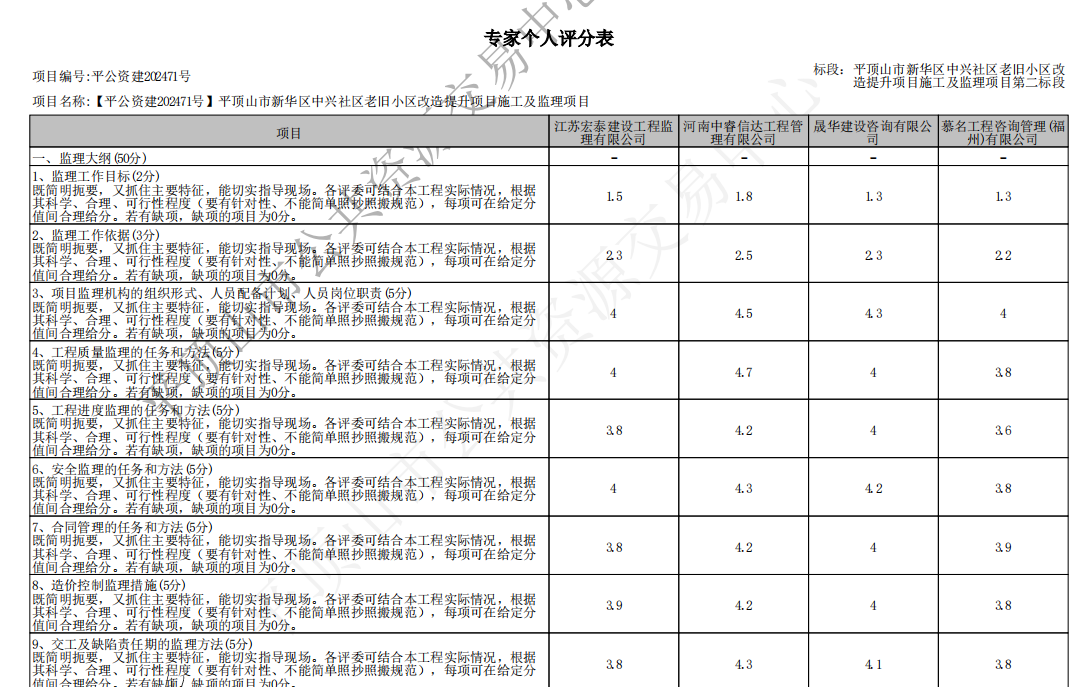 专家个人评分表
项目编号:平公资建202471号
标段: 平顶山市新华区中兴社区老旧小区改
造提升项目施工及监理项目第二标段
项目名称:【平公资建202471号】平顶山市新华区中兴社区老旧小区改造提升项目施工及监理项目
项目
江苏宏泰建设工程监
理有限公司
河南中睿信达工程管
理有限公司
晟华建设咨询有限公
司
慕名工程咨询管理(福
州)有限公司
一、监理大纲(50分)
- - - -
1、监理工作目标(2分)
既简明扼要,又抓住主要特征,能切实指导现场。各评委可结合本工程实际情况,根据
其科学、合理、可行性程度(要有针对性、不能简单照抄照搬规范),每项可在给定分
值间合理给分。若有缺项,缺项的项目为0分。
1.5 1.8 1.3 1.3
2、监理工作依据(3分)
既简明扼要,又抓住主要特征,能切实指导现场。各评委可结合本工程实际情况,根据
其科学、合理、可行性程度(要有针对性、不能简单照抄照搬规范),每项可在给定分
值间合理给分。若有缺项,缺项的项目为0分。
2.3 2.5 2.3 2.2
3、项目监理机构的组织形式、人员配备计划、人员岗位职责(5分)
既简明扼要,又抓住主要特征,能切实指导现场。各评委可结合本工程实际情况,根据
其科学、合理、可行性程度(要有针对性、不能简单照抄照搬规范),每项可在给定分
值间合理给分。若有缺项,缺项的项目为0分。
4 4.5 4.3 4
4、工程质量监理的任务和方法(5分)
既简明扼要,又抓住主要特征,能切实指导现场。各评委可结合本工程实际情况,根据
其科学、合理、可行性程度(要有针对性、不能简单照抄照搬规范),每项可在给定分
值间合理给分。若有缺项,缺项的项目为0分。
4 4.7 4 3.8
5、工程进度监理的任务和方法(5分)
既简明扼要,又抓住主要特征,能切实指导现场。各评委可结合本工程实际情况,根据
其科学、合理、可行性程度(要有针对性、不能简单照抄照搬规范),每项可在给定分
值间合理给分。若有缺项,缺项的项目为0分。
3.8 4.2 4 3.6
6、安全监理的任务和方法(5分)
既简明扼要,又抓住主要特征,能切实指导现场。各评委可结合本工程实际情况,根据
其科学、合理、可行性程度(要有针对性、不能简单照抄照搬规范),每项可在给定分
值间合理给分。若有缺项,缺项的项目为0分。
4 4.3 4.2 3.8
7、合同管理的任务和方法(5分)
既简明扼要,又抓住主要特征,能切实指导现场。各评委可结合本工程实际情况,根据
其科学、合理、可行性程度(要有针对性、不能简单照抄照搬规范),每项可在给定分
值间合理给分。若有缺项,缺项的项目为0分。
3.8 4.2 4 3.9
8、造价控制监理措施(5分)
既简明扼要,又抓住主要特征,能切实指导现场。各评委可结合本工程实际情况,根据
其科学、合理、可行性程度(要有针对性、不能简单照抄照搬规范),每项可在给定分
值间合理给分。若有缺项,缺项的项目为0分。
3.9 4.2 4 3.8
9、交工及缺陷责任期的监理方法(5分)
既简明扼要,又抓住主要特征,能切实指导现场。各评委可结合本工程实际情况,根据
其科学、合理、可行性程度(要有针对性、不能简单照抄照搬规范),每项可在给定分
值间合理给分。若有缺项,缺项的项目为0分。
3.8 4.3 4.1 3.8
平顶山市公共资源交易中心
平顶山市公共资源交易中心